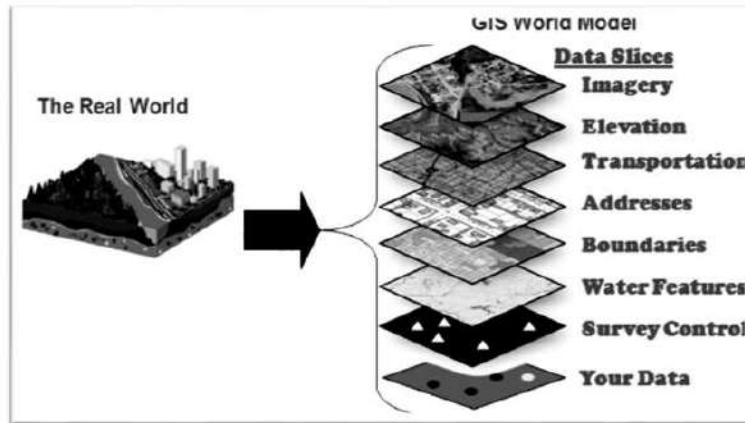 GIS World Model
Data Slices
The Real World
Imagery
Elevation
Transportation
Addresses
Boundaries
Water Features
Survey Control
Your Data